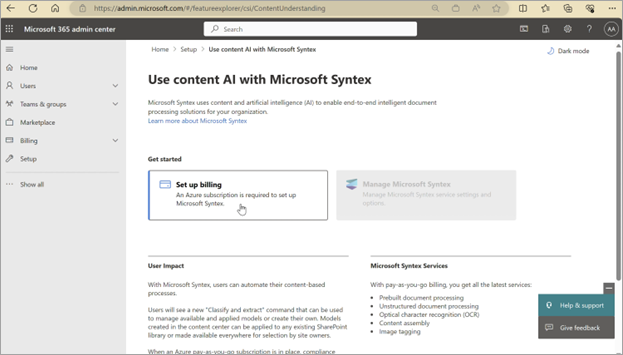 https://admin.microsoft.com/#/featureexplorer/csi/ContentUnderstanding
Microsoft 365 admin center
Search
AA
Home > Setup > Use content AI with Microsoft Syntex
Dark mode
Home
Users
Teams & groups
Marketplace
Billing
Setup
Show all
Use content AI with Microsoft Syntex
Microsoft Syntex uses content and artificial intelligence (AI) to enable end-to-end intelligent document
processing solutions for your organization.
Learn more about Microsoft Syntex
Get started
Set up billing
An Azure subscription is required to set up
Microsoft Syntex.
Manage Microsoft Syntex
Manage Microsoft Syntex service settings and
options
User Impact
With Microsoft Syntex, users can automate their content-based
processes.
Users will see a new "Classify and extract" command that can be used
to manage available and applied models or create their own. Models
created in the content center can be applied to any existing SharePoint
library or made available everywhere for selection by site owners.
When an Azure pay-as-you-go subscription is in place, compliance
Microsoft Syntex Services
With pay-as-you-go billing, you get all the latest services:
• Prebuilt document processing
• Unstructured document processing
• Optical character recognition (OCR)
• Content assembly
• Image tagging
Help & support
Give feedback